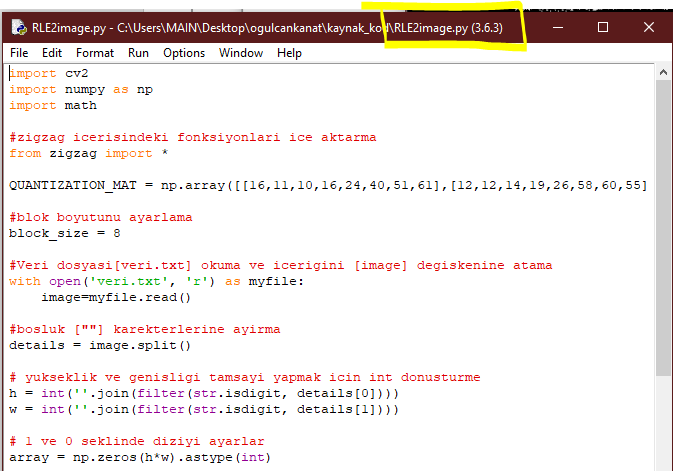 RLE2image.py - C:\Users\MAIN\Desktop\ogulcankanat\kaynak_kod\RLE2image.py (3.6.3)
File Edit Format Run Options Window Help
import cv2
import numpy as np
import math
#zigzag icerisindeki fonksiyonlari ice aktarma
from zigzag import *
QUANTIZATION_MAT = np.array([[16,11,10,16,24,40,51,61],[12,12,14,19,26,58,60,55]
#blok boyutunu ayarlama
block_size = 8
#Veri dosyasi[veri.txt] okuma ve icerigini [image] degiskenine atama
with open('veri.txt', 'r') as myfile:
    image=myfile.read()
#bosluk [""] karekterlerine ayirma
details = image.split()
# yukseklik ve genisligi tamsayi yapmak icin int donusturme
h = int(''.join(filter(str.isdigit, details[0])))
w = int(''.join(filter(str.isdigit, details[1])))
# 1 ve 0 seklinde diziyi ayarlar
array = np.zeros(h*w).astype(int)